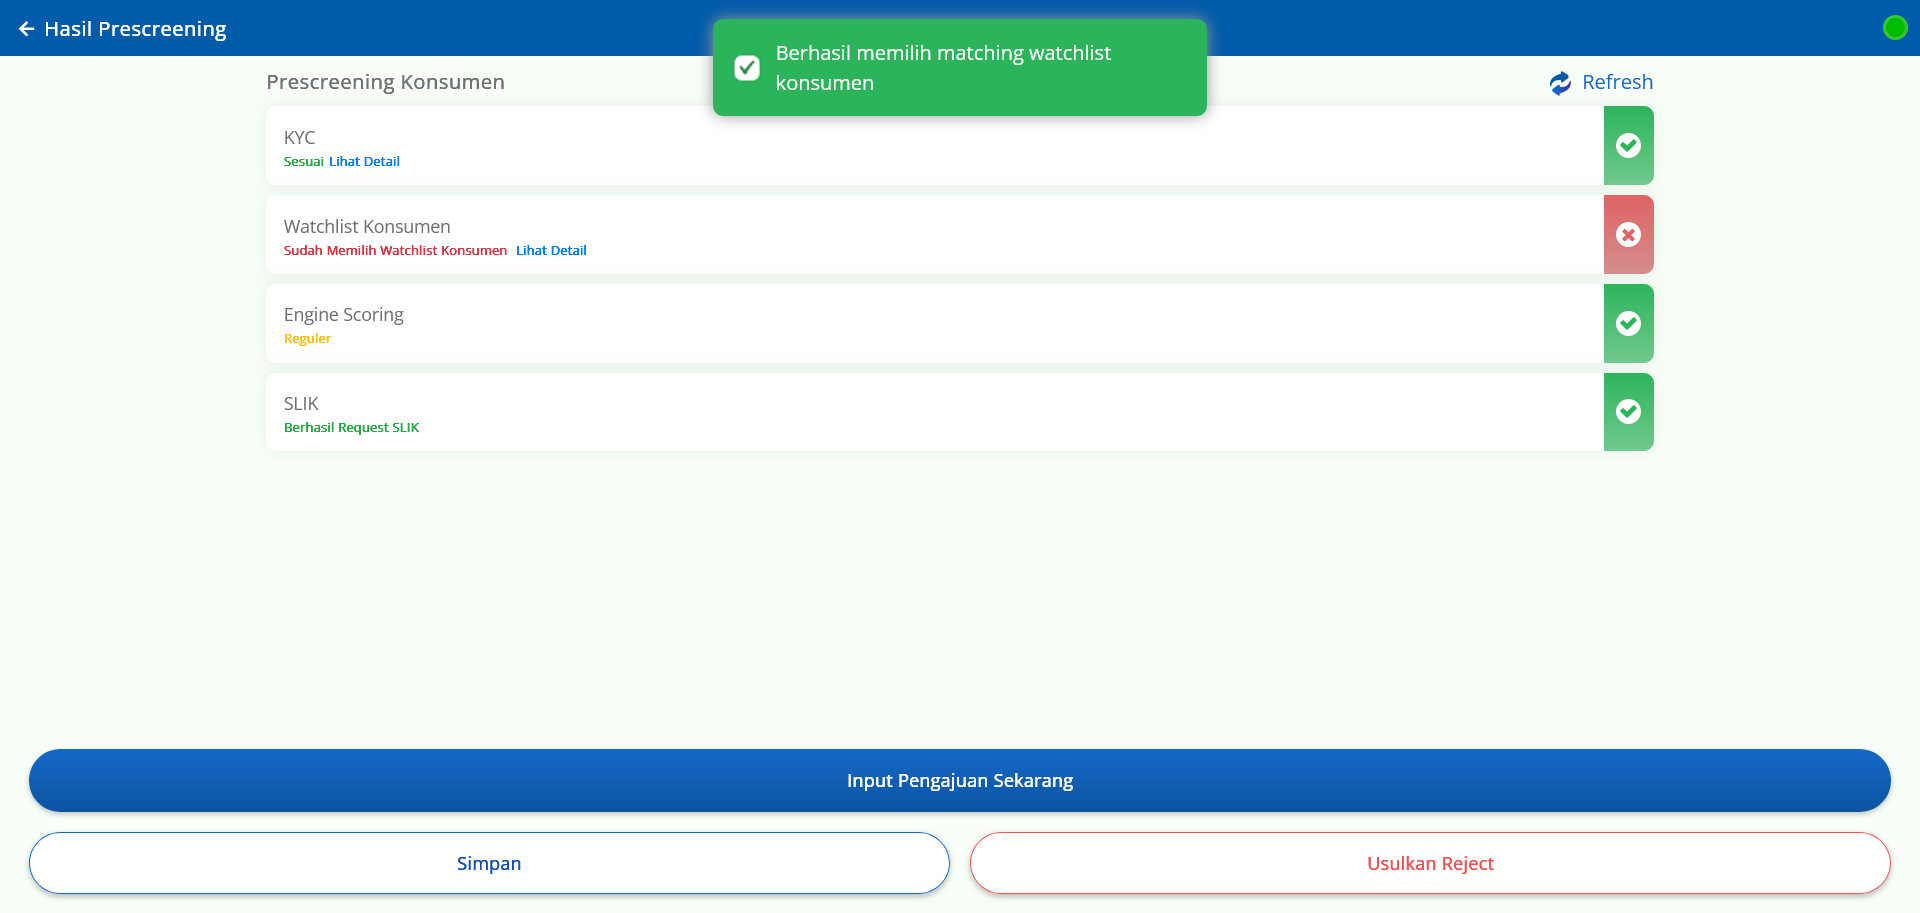 Hasil Prescreening
Berhasil memilih matching watchlist
konsumen
Prescreening Konsumen
Refresh
KYC
Sesuai Lihat Detail
Watchlist Konsumen
Sudah Memilih Watchlist Konsumen Lihat Detail
Engine Scoring
Reguler
SLIK
Berhasil Request SLIK
Input Pengajuan Sekarang
Simpan
Usulkan Reject